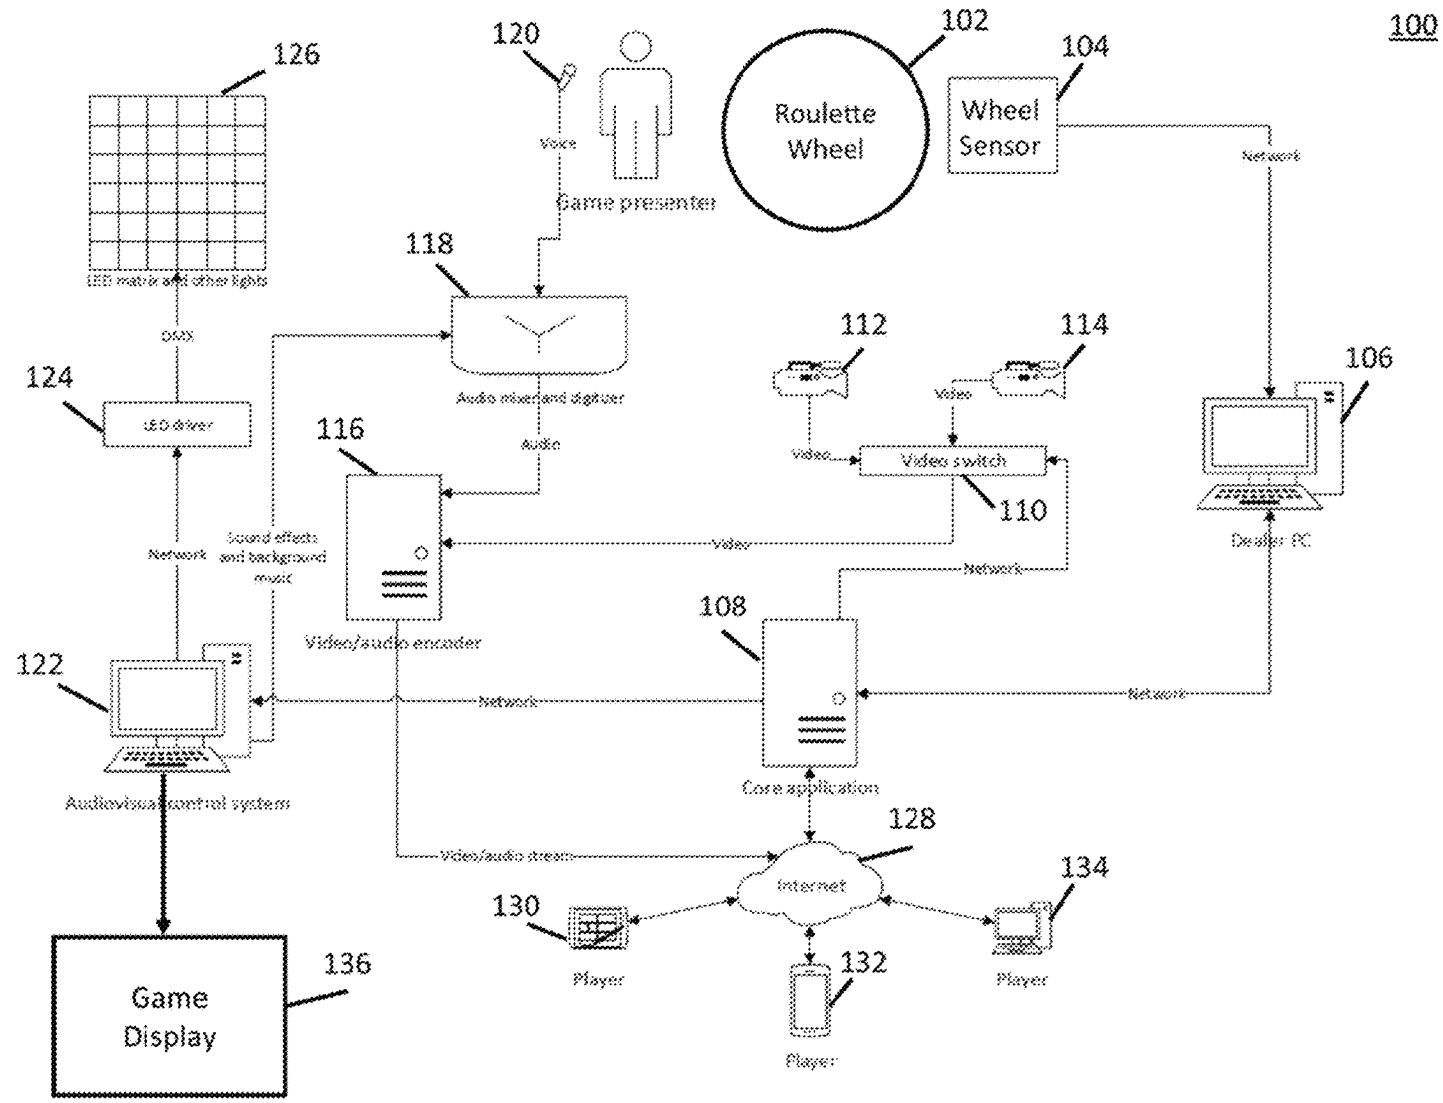 100
120
102
104
126
Roulette
Wheel
Wheel
Sensor
Voice
Network
Game presenter
118
LED matrix and other lights
112
114
106
DMX
124
Audio mixer and digitizer
Video
LED driver
116
Audio
Video
Video switch
110
Sound effects
and background
music
Network
Video
Dealer PC
Network
108
Video/audio encoder
122
Network
Network
Core application
Audiovisual control system
128
Video/audio stream
Internet
134
130
132
136
Player
Player
Game
Display
Player